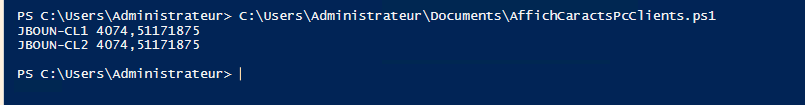 PS C:\Users\Administrateur> C:\Users\Administrateur\Documents\AffichCaractsPcClients.ps1
JBOUN-CL1 4074,51171875
JBOUN-CL2 4074,51171875
PS C:\Users\Administrateur>